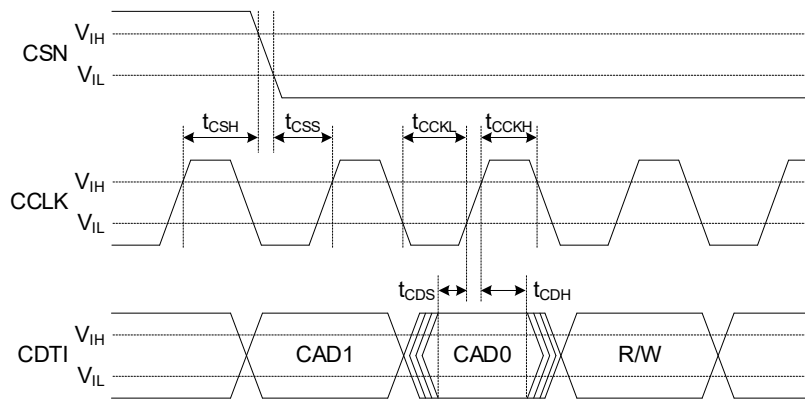 V_IH
CSN
V_IL
t_CSH t_CSS t_CCKL t_CCKH
V_IH
CCLK
V_IL
t_CDS t_CDH
V_IH
CDTI CAD1 CAD0 R/W
V_IL